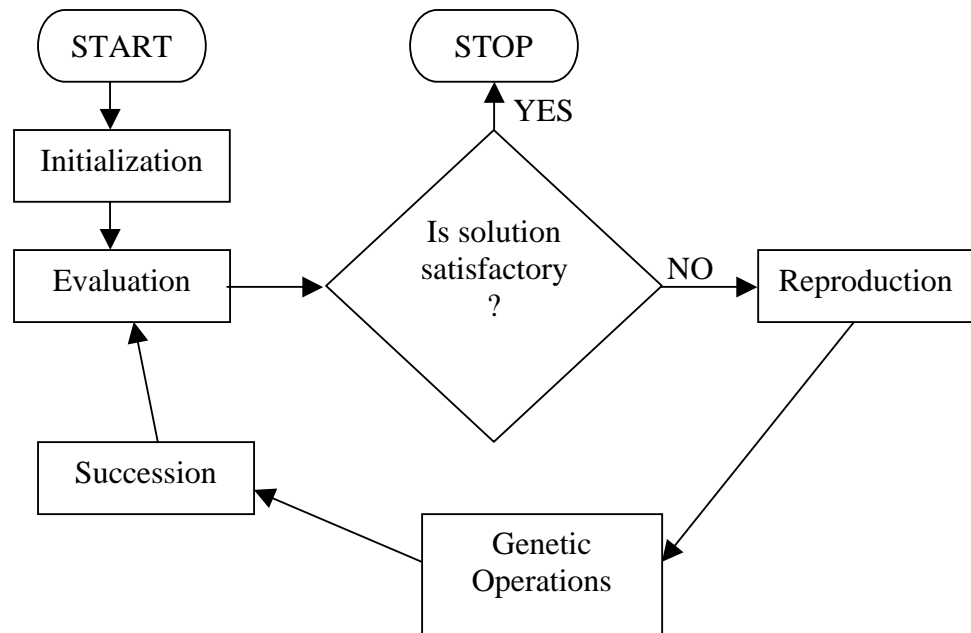 START
STOP
YES
Initialization
Is solution
satisfactory
?
Evaluation
NO
Reproduction
Succession
Genetic
Operations